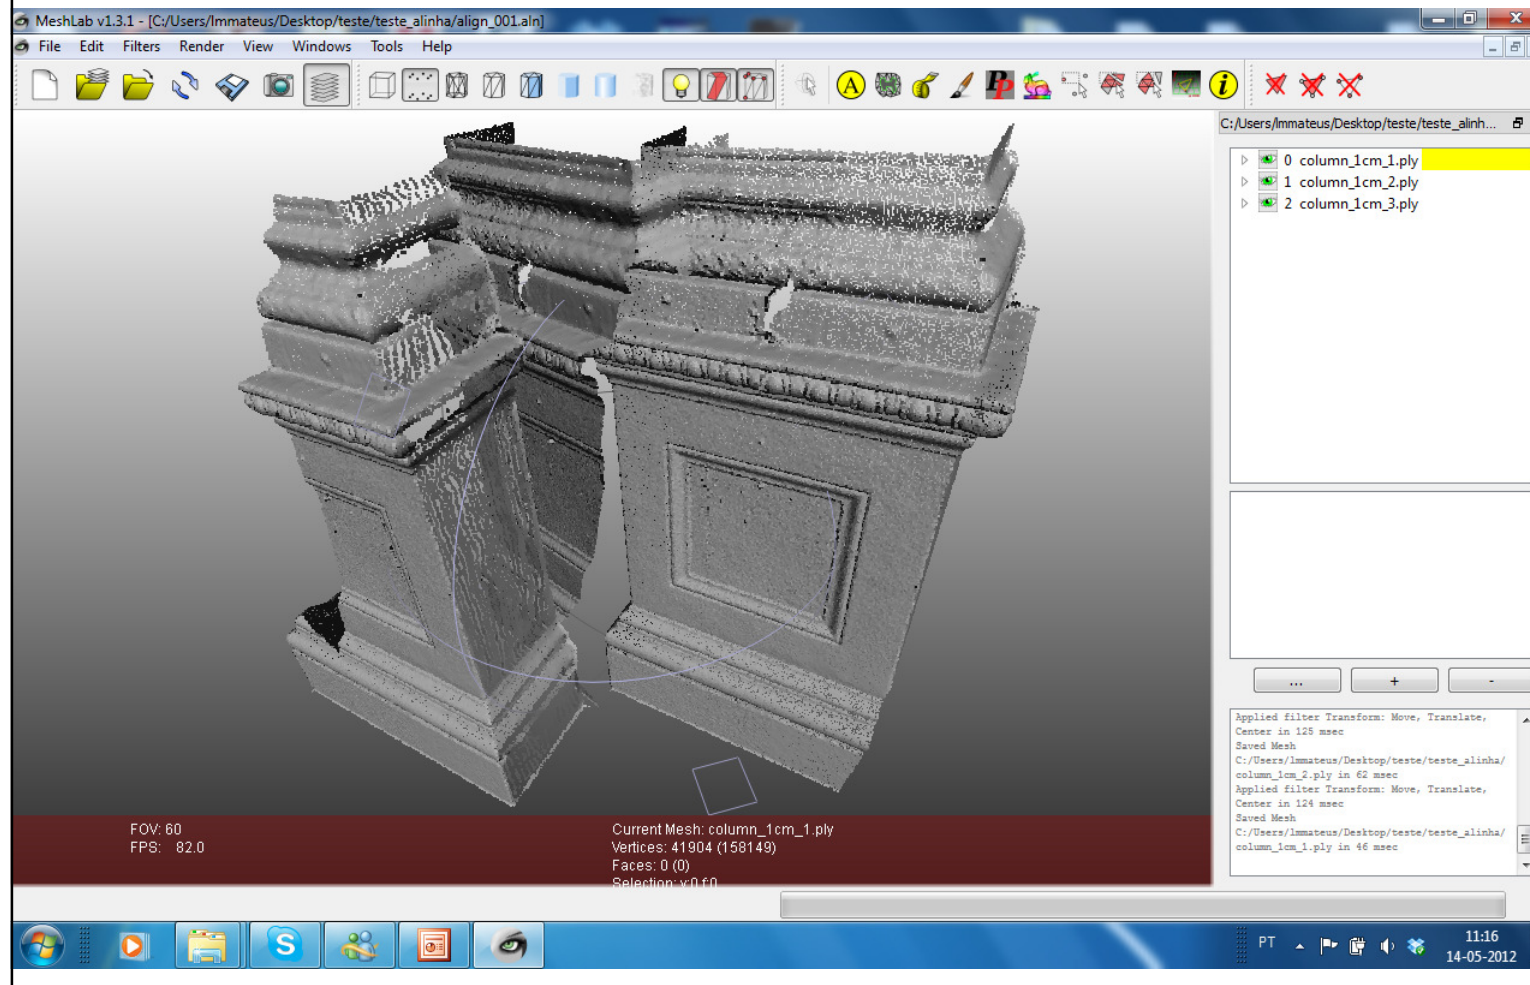 MeshLab v1.3.1 - [C:/Users/lmmateus/Desktop/teste/teste_alinha/align_001.aln]
File Edit Filters Render View Windows Tools Help
A
Pp
i
C:/Users/lmmateus/Desktop/teste/teste_alinh...
0 column_1cm_1.ply
1 column_1cm_2.ply
2 column_1cm_3.ply
... + -
Applied filter Transform: Move, Translate,
Center in 125 msec
Saved Mesh
C:/Users/lmmateus/Desktop/teste/teste_alinha/
column_1cm_2.ply in 62 msec
Applied filter Transform: Move, Translate,
Center in 124 msec
Saved Mesh
C:/Users/lmmateus/Desktop/teste/teste_alinha/
column_1cm_1.ply in 46 msec
FOV: 60
FPS: 82.0
Current Mesh: column_1cm_1.ply
Vertices: 41904 (158149)
Faces: 0 (0)
Selection: v:0 f:0
S
PT
11:16
14-05-2012